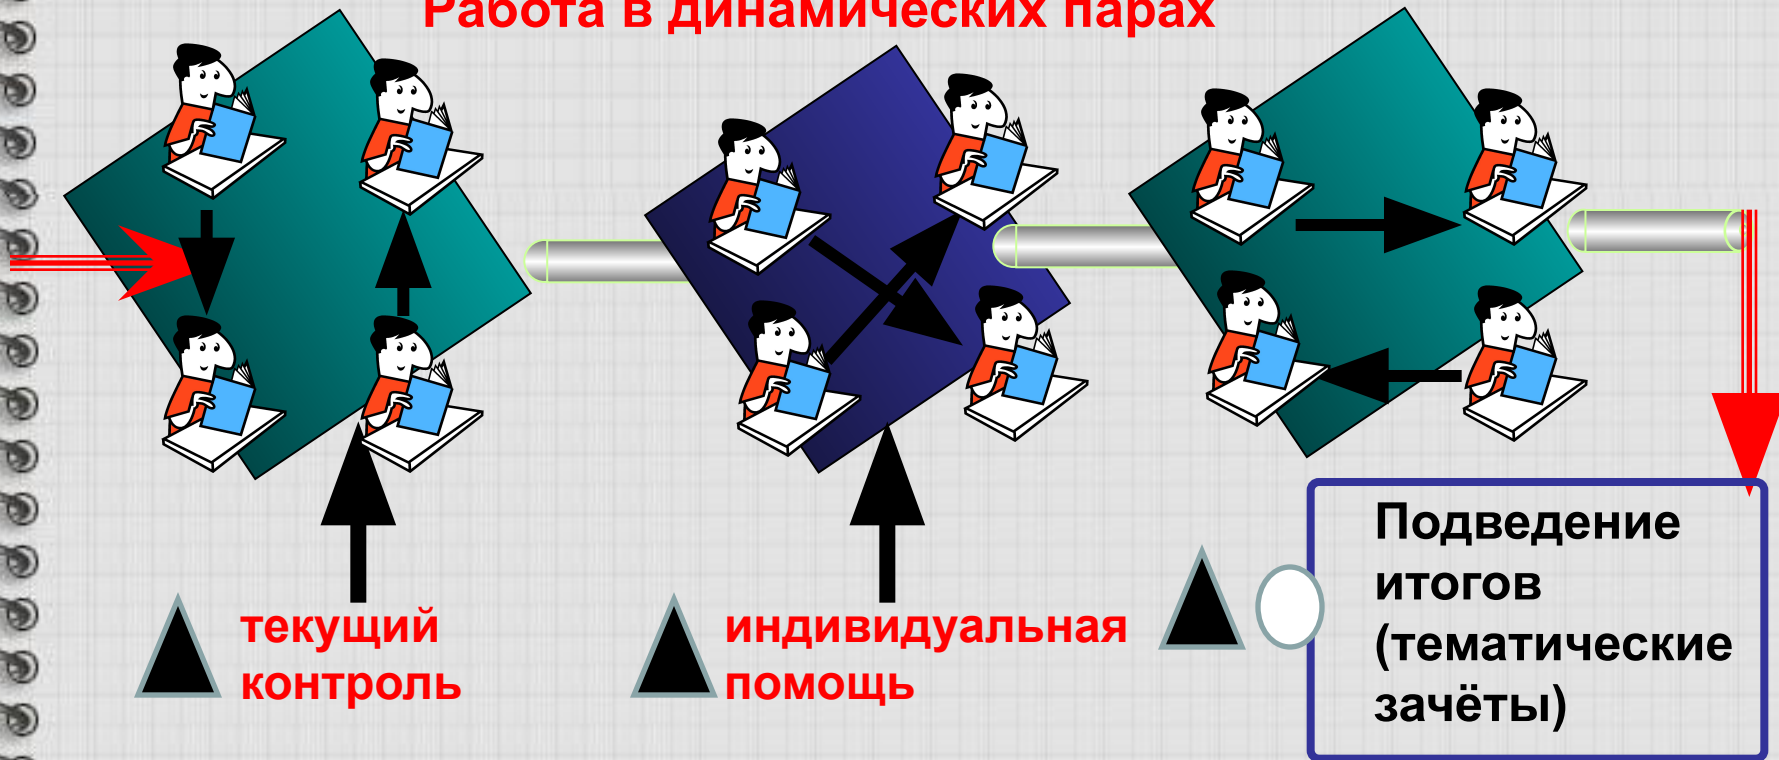 Работа в динамических парах
текущий
контроль
индивидуальная
помощь
Подведение
итогов
(тематические
зачёты)